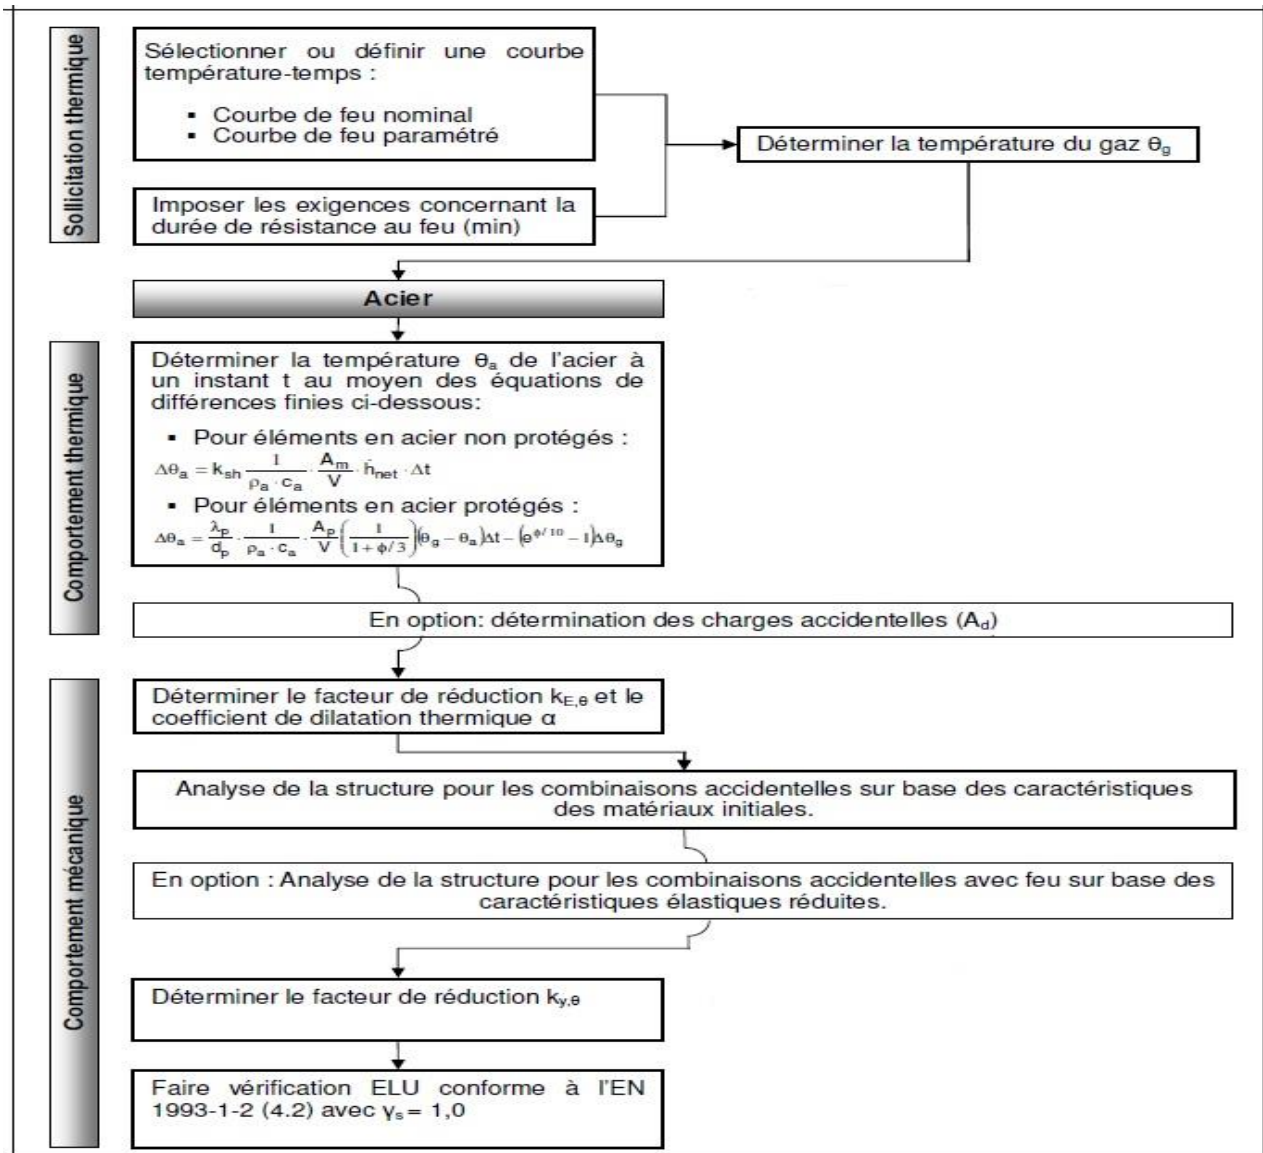 Sollicitation thermique
Sélectionner ou définir une courbe
température-temps :
▪ Courbe de feu nominal
▪ Courbe de feu paramétré
Imposer les exigences concernant la
durée de résistance au feu (min)
Déterminer la température du gaz θg
Acier
Comportement thermique
Déterminer la température θa de l'acier à
un instant t au moyen des équations de
différences finies ci-dessous:
▪ Pour éléments en acier non protégés :
Δθa = ksh 1/(ρa · ca) · Am/V · ḣnet · Δt
▪ Pour éléments en acier protégés :
Δθa = λp/dp · 1/(ρa · ca) · Ap/V (1/(1 + ϕ/3)) (θg − θa)Δt − (e^ϕ/10 − 1)Δθg
En option: détermination des charges accidentelles (Ad)
Comportement mécanique
Déterminer le facteur de réduction kE,θ et le
coefficient de dilatation thermique α
Analyse de la structure pour les combinaisons accidentelles sur base des caractéristiques
des matériaux initiales.
En option : Analyse de la structure pour les combinaisons accidentelles avec feu sur base des
caractéristiques élastiques réduites.
Déterminer le facteur de réduction ky,θ
Faire vérification ELU conforme à l'EN
1993-1-2 (4.2) avec γs = 1,0